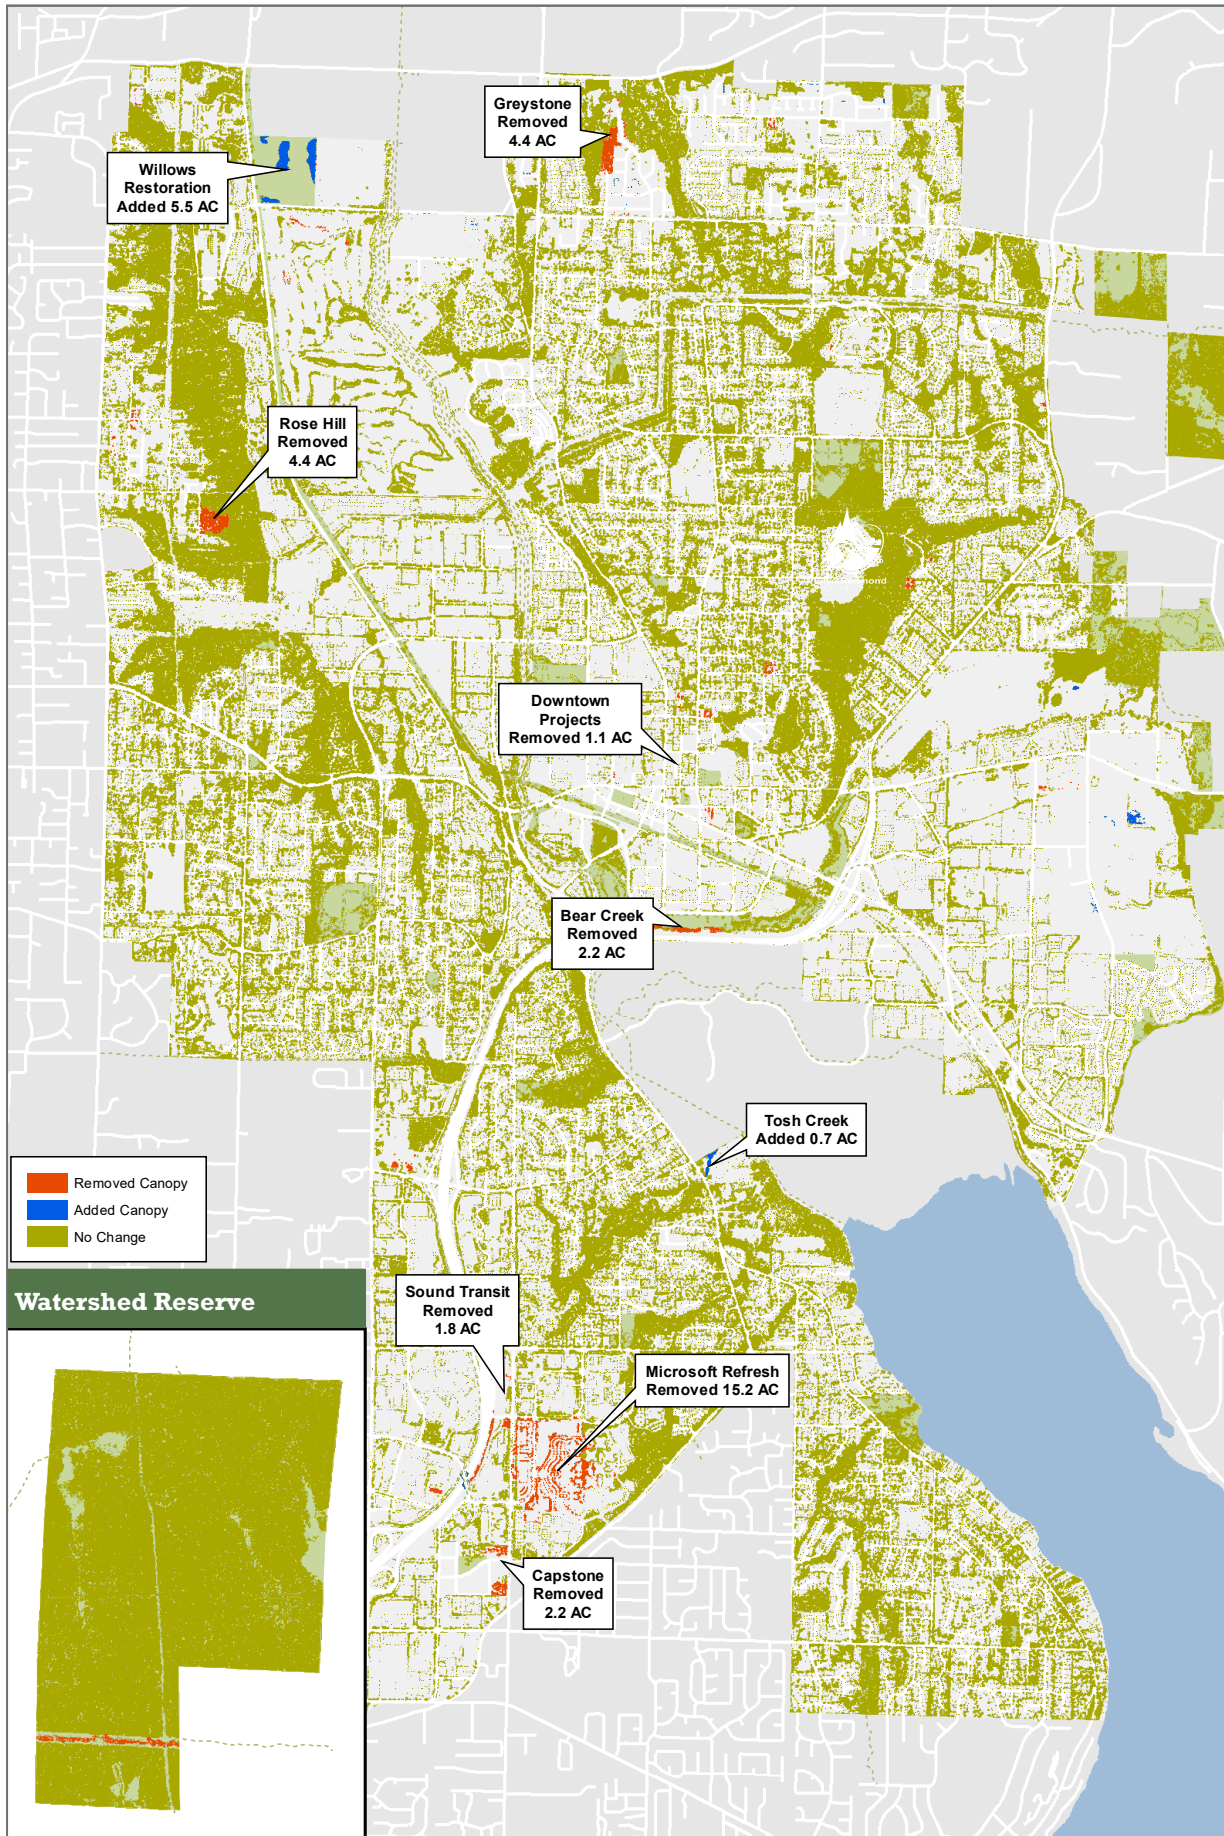 Greystone
Removed
4.4 AC
Willows
Restoration
Added 5.5 AC
Rose Hill
Removed
4.4 AC
Downtown
Projects
Removed 1.1 AC
Bear Creek
Removed
2.2 AC
Tosh Creek
Added 0.7 AC
Removed Canopy
Added Canopy
No Change
Watershed Reserve
Sound Transit
Removed
1.8 AC
Microsoft Refresh
Removed 15.2 AC
Capstone
Removed
2.2 AC